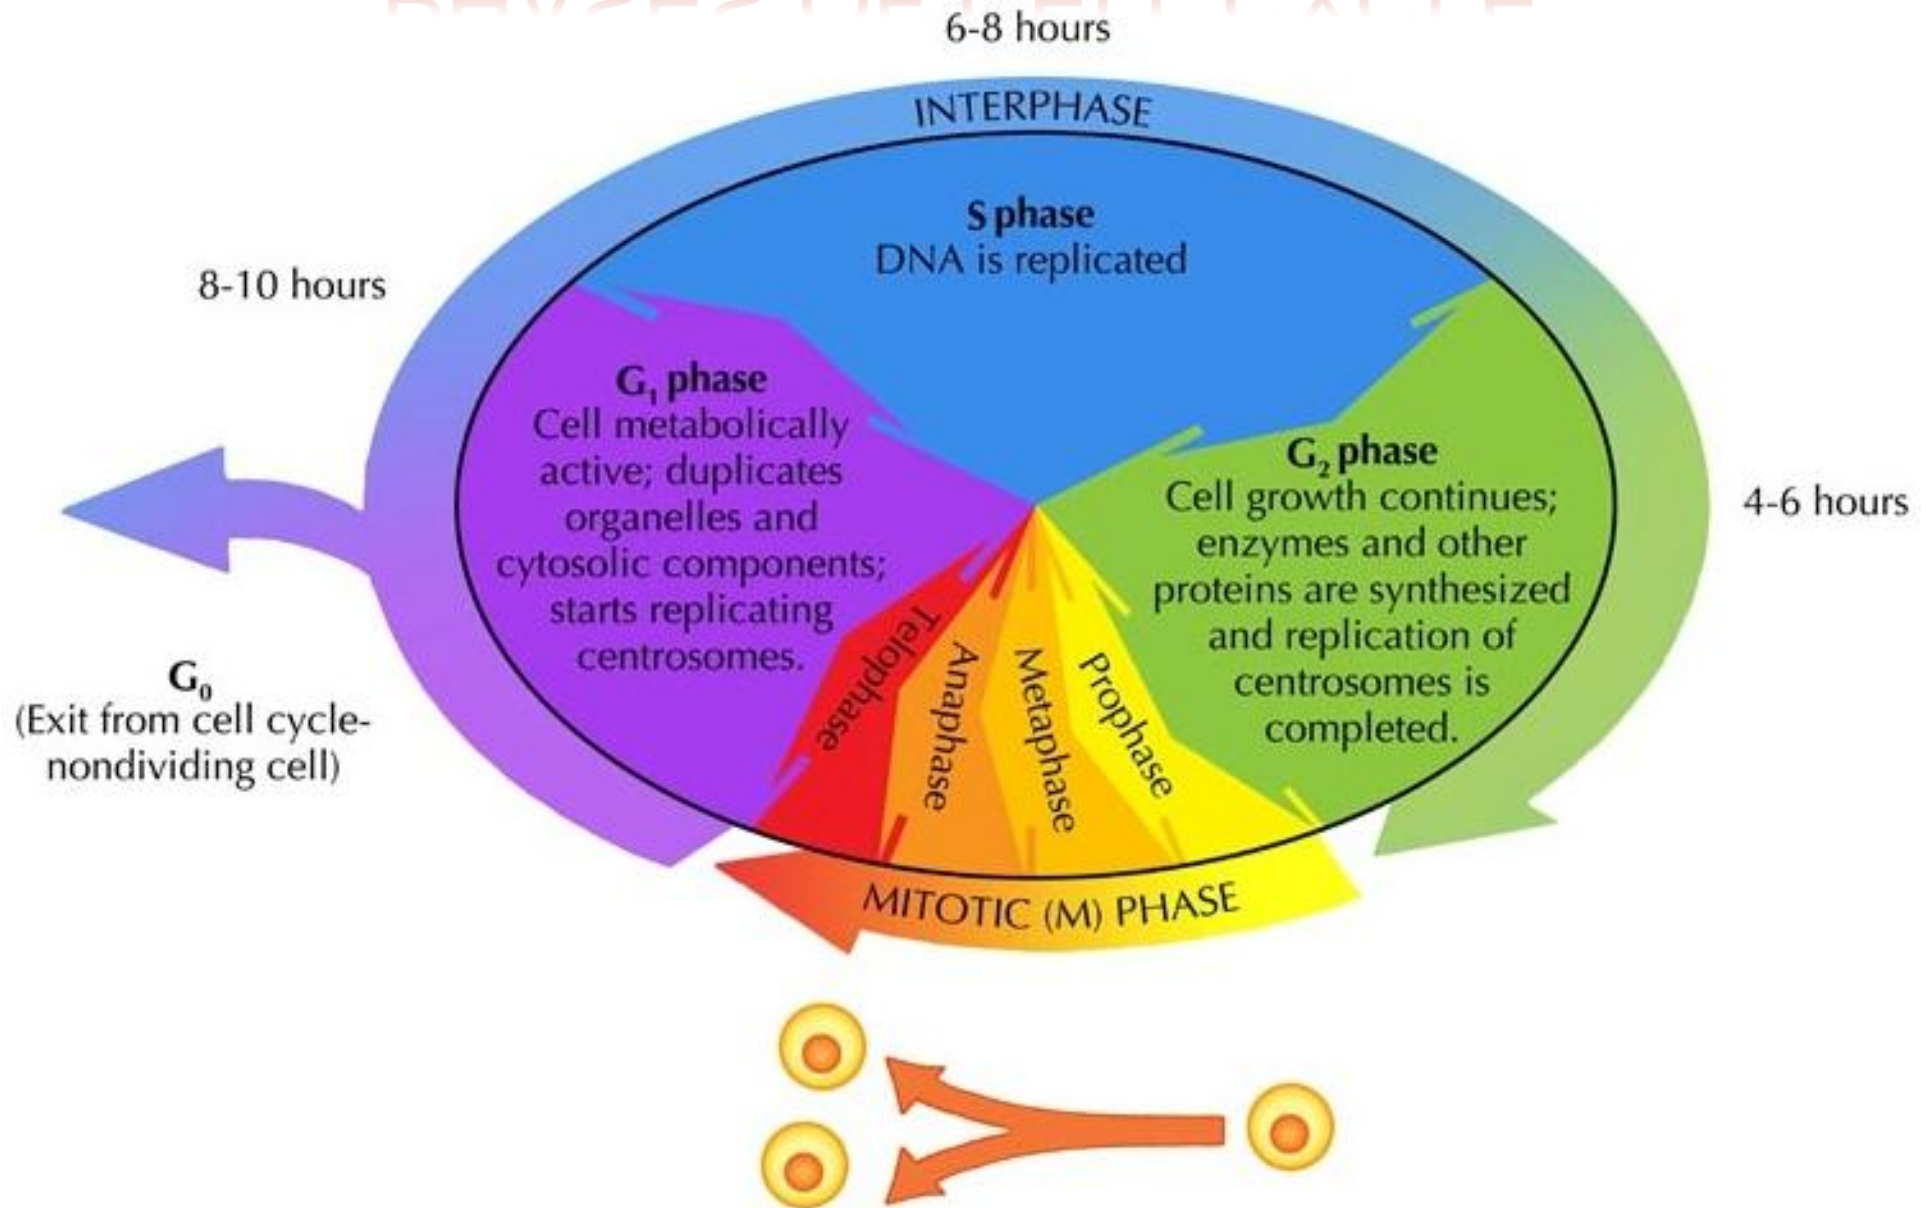 6-8 hours
INTERPHASE
S phase
DNA is replicated
8-10 hours
G₁ phase
Cell metabolically
active; duplicates
organelles and
cytosolic components;
starts replicating
centrosomes.
G₂ phase
Cell growth continues;
enzymes and other
proteins are synthesized
and replication of
centrosomes is
completed.
4-6 hours
G₀
(Exit from cell cycle-
nondividing cell)
Telophase
Anaphase
Metaphase
Prophase
MITOTIC (M) PHASE